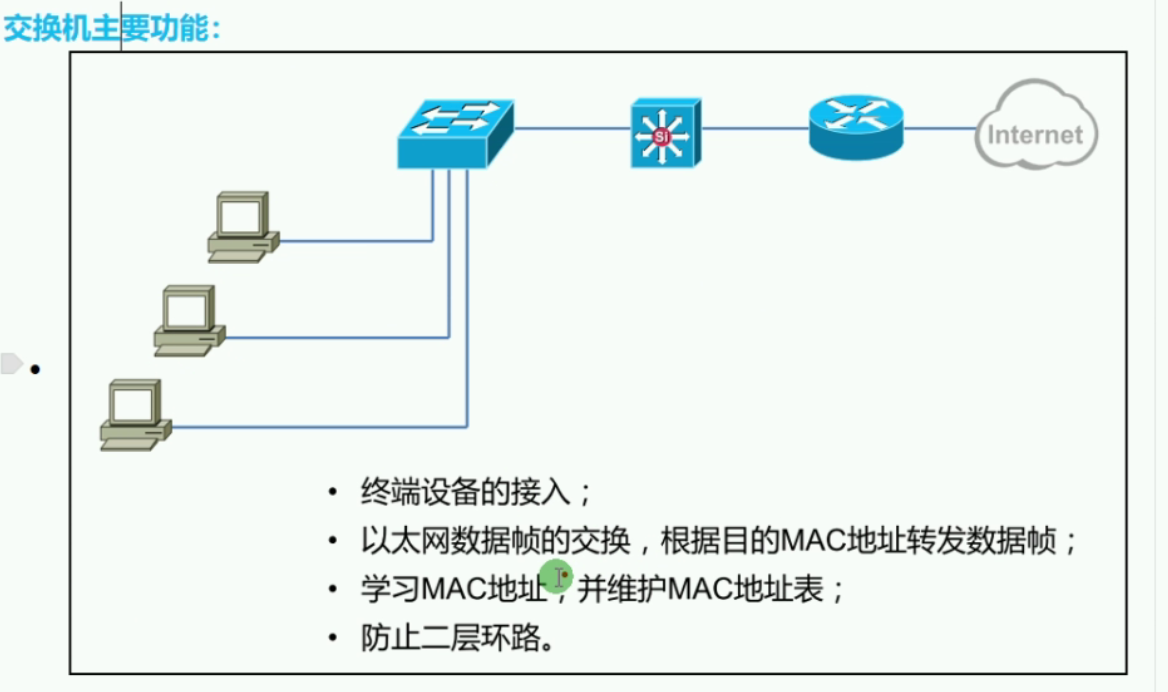 交换机主要功能：
Si
Internet
• 终端设备的接入；
• 以太网数据帧的交换，根据目的MAC地址转发数据帧；
• 学习MAC地址，并维护MAC地址表；
• 防止二层环路。